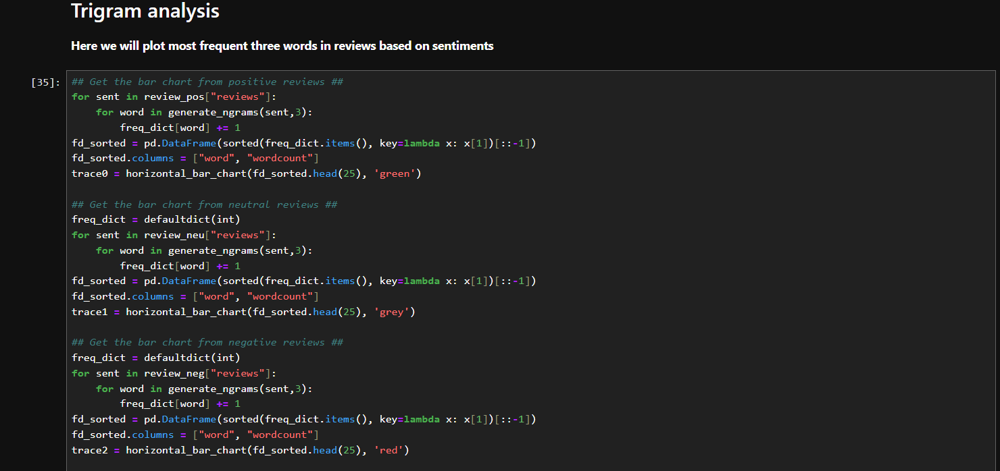 Trigram analysis
Here we will plot most frequent three words in reviews based on sentiments
[35]:
## Get the bar chart from positive reviews ##
for sent in review_pos["reviews"]:
    for word in generate_ngrams(sent,3):
        freq_dict[word] += 1
fd_sorted = pd.DataFrame(sorted(freq_dict.items(), key=lambda x: x[1])[::-1])
fd_sorted.columns = ["word", "wordcount"]
trace0 = horizontal_bar_chart(fd_sorted.head(25), 'green')
## Get the bar chart from neutral reviews ##
freq_dict = defaultdict(int)
for sent in review_neu["reviews"]:
    for word in generate_ngrams(sent,3):
        freq_dict[word] += 1
fd_sorted = pd.DataFrame(sorted(freq_dict.items(), key=lambda x: x[1])[::-1])
fd_sorted.columns = ["word", "wordcount"]
trace1 = horizontal_bar_chart(fd_sorted.head(25), 'grey')
## Get the bar chart from negative reviews ##
freq_dict = defaultdict(int)
for sent in review_neg["reviews"]:
    for word in generate_ngrams(sent,3):
        freq_dict[word] += 1
fd_sorted = pd.DataFrame(sorted(freq_dict.items(), key=lambda x: x[1])[::-1])
fd_sorted.columns = ["word", "wordcount"]
trace2 = horizontal_bar_chart(fd_sorted.head(25), 'red')